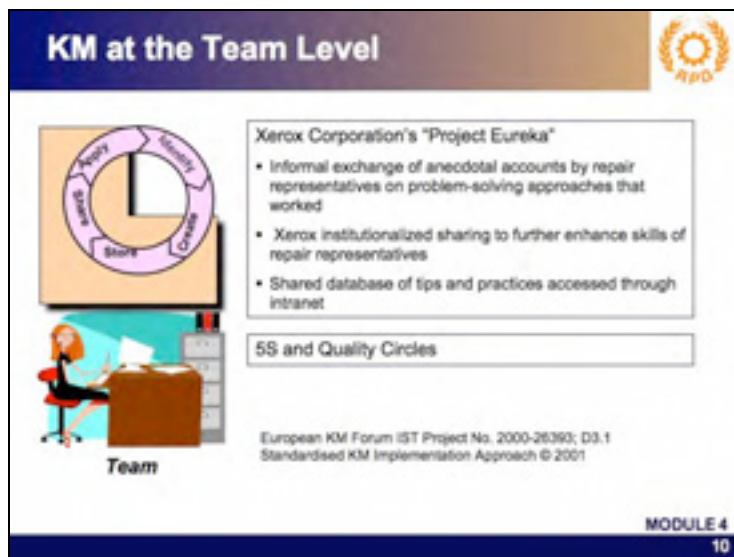 KM at the Team Level
APO
Apply
Identify
Create
Store
Share
Xerox Corporation's "Project Eureka"
▪ Informal exchange of anecdotal accounts by repair
representatives on problem-solving approaches that
worked
▪ Xerox institutionalized sharing to further enhance skills of
repair representatives
▪ Shared database of tips and practices accessed through
intranet
5S and Quality Circles
European KM Forum IST Project No. 2000-26393; D3.1
Standardised KM Implementation Approach © 2001
Team
MODULE 4
10